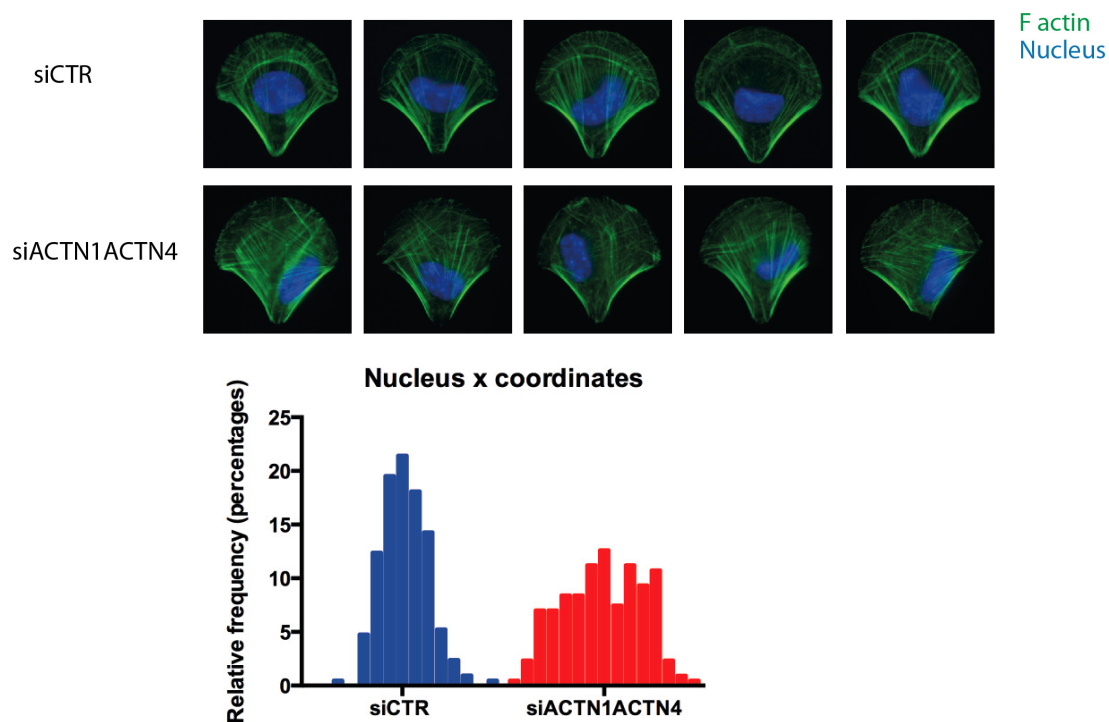 F actin
Nucleus
siCTR
siACTN1ACTN4
Nucleus x coordinates
Relative frequency (percentages)
25
20
15
10
5
0
siCTR
siACTN1ACTN4